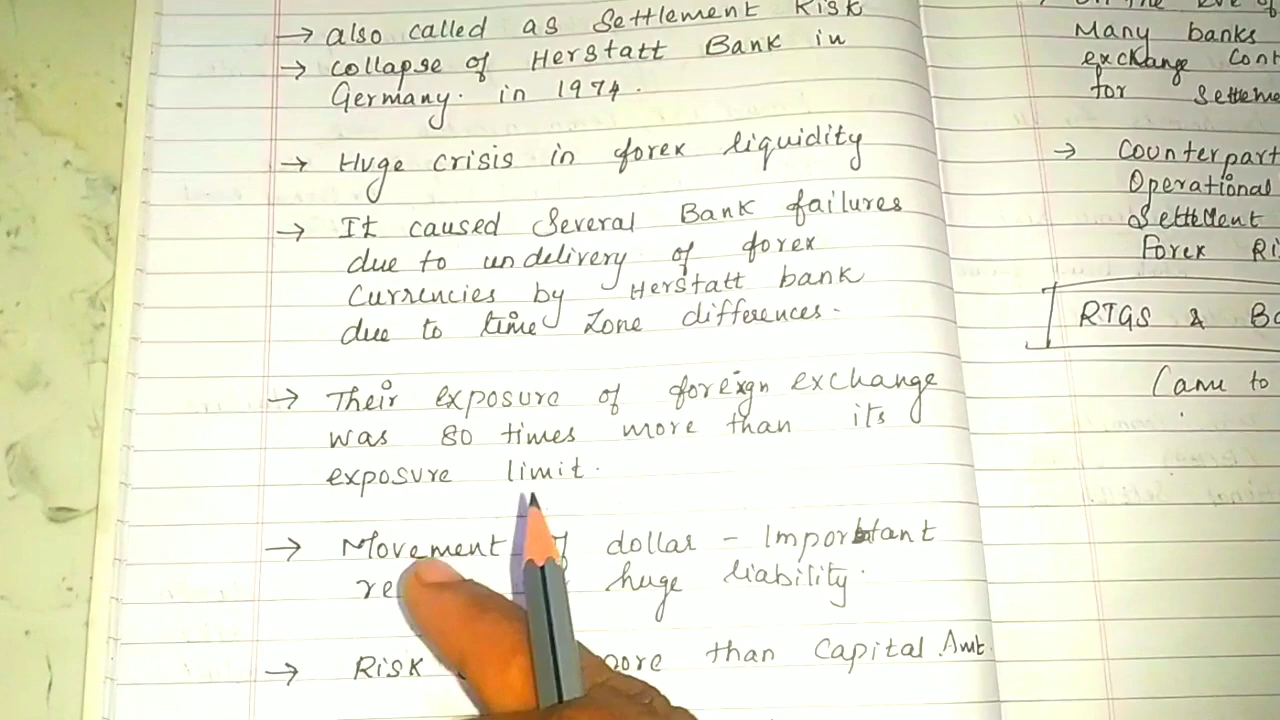 → also called as Settlement Risk
→ collapse of Herstatt Bank in
Germany. in 1974.
→ Huge crisis in forex liquidity
→ It caused Several Bank failures
due to undelivery of forex
Currencies by Herstatt bank
due to time zone differences.
→ Their exposure of foreign exchange
was 80 times more than its
exposure limit.
→ Movement dollar - Important
huge liability.
→ Risk than Capital Amt.
Many banks
exchange
for
→
Operational
Settlement
Forex
RTGS &
Came to